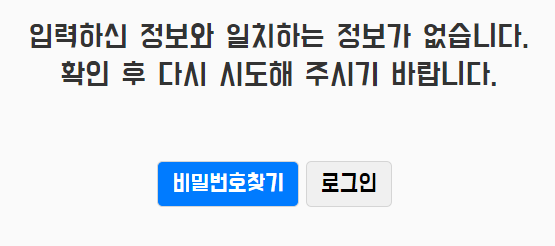 입력하신 정보와 일치하는 정보가 없습니다.
확인 후 다시 시도해 주시기 바랍니다.
비밀번호찾기 로그인